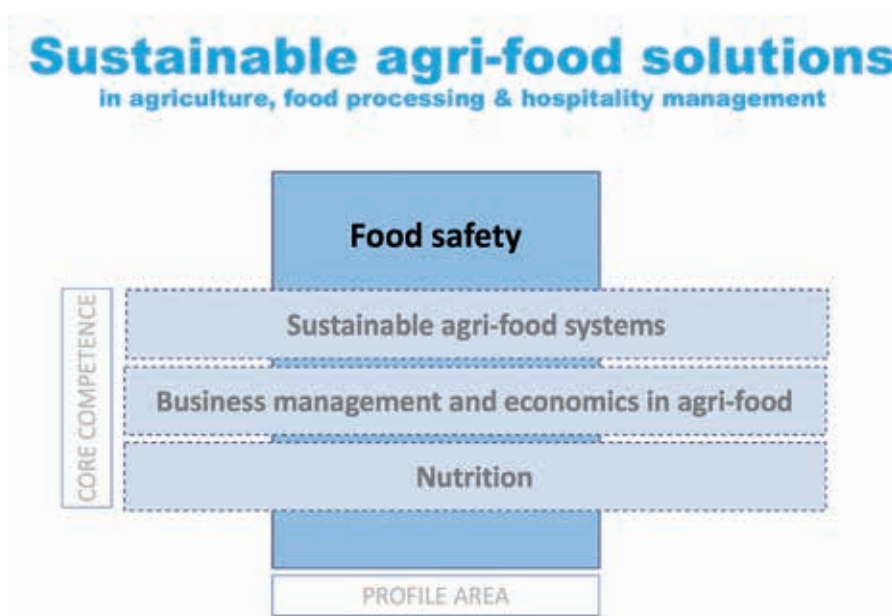 Sustainable agri-food solutions
in agriculture, food processing & hospitality management
Food safety
CORE COMPETENCE
Sustainable agri-food systems
Business management and economics in agri-food
Nutrition
PROFILE AREA